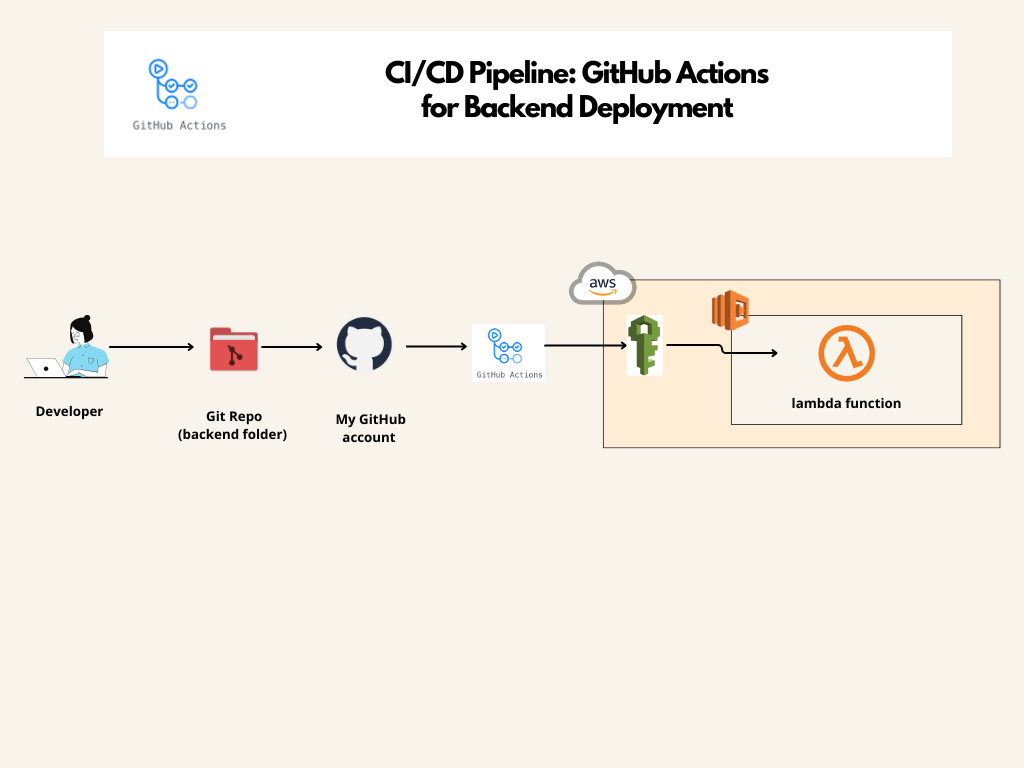 CI/CD Pipeline: GitHub Actions
for Backend Deployment
GitHub Actions
aws
GitHub Actions
lambda function
Developer
Git Repo
(backend folder)
My GitHub
account